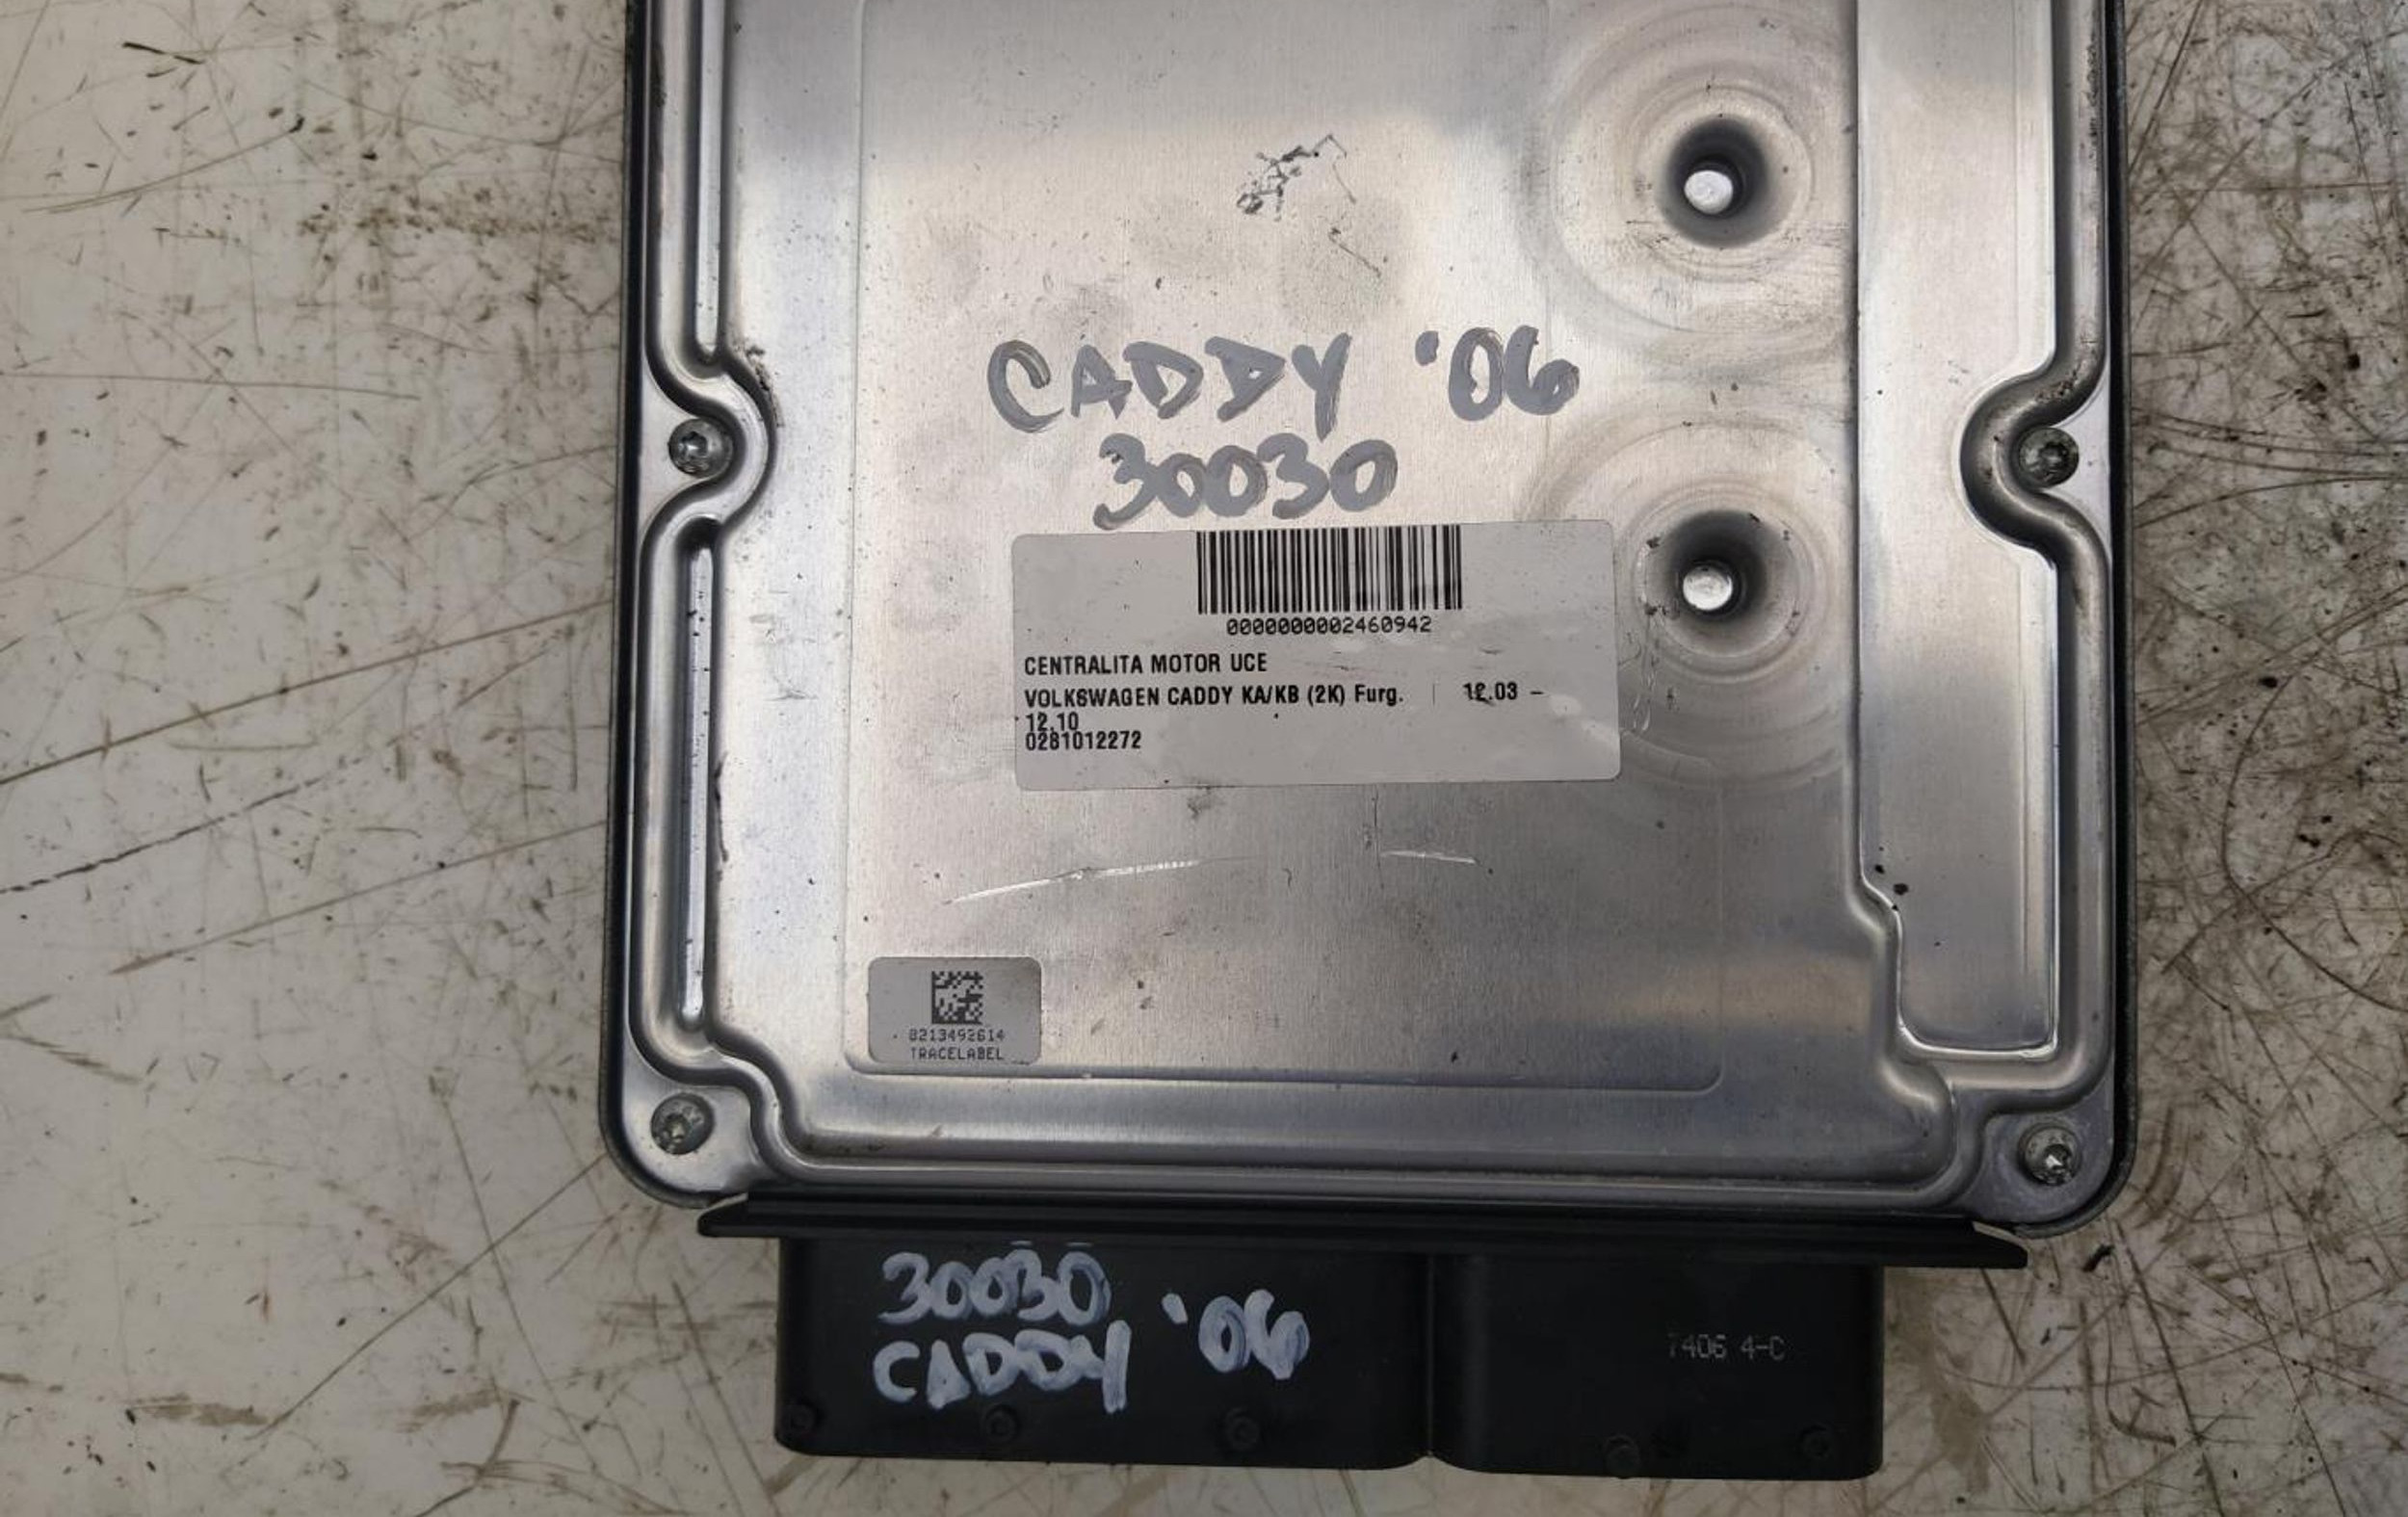 CADDY '06
30030
0000000002460942
CENTRALITA MOTOR UCE
VOLKSWAGEN CADDY KA/KB (2K) Furg. | 12.03 -
12.10
0281012272
8213492614
TRACELABEL
30030
CADDY '06
7406 4-C